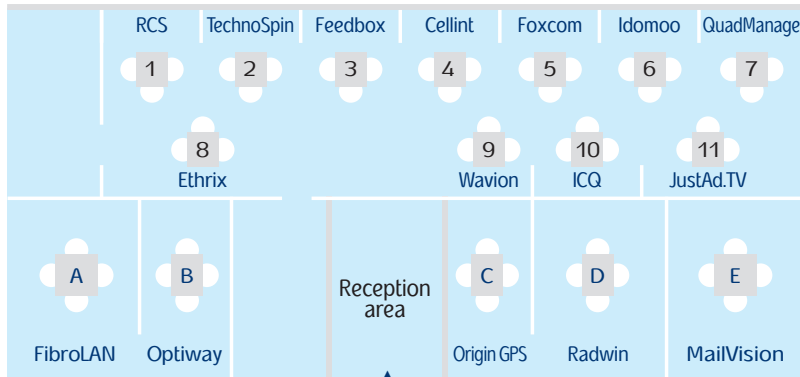 RCS TechnoSpin Feedbox Cellint Foxcom Idomoo QuadManage
1 2 3 4 5 6 7
8 9 10 11
Ethrix Wavion ICQ JustAd.TV
A B C D E
Reception
area
FibroLAN Optiway Origin GPS Radwin MailVision